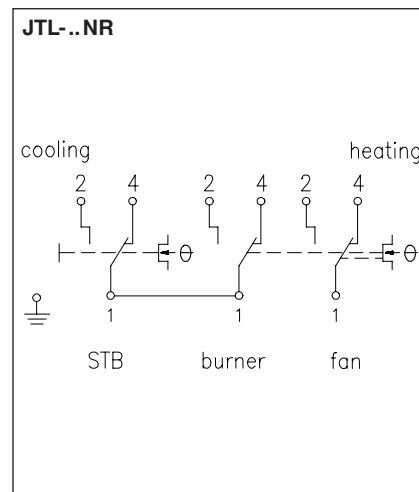 JTL-..NR
cooling heating
2 4 2 4 2 4
θ θ
1 1 1
STB burner fan